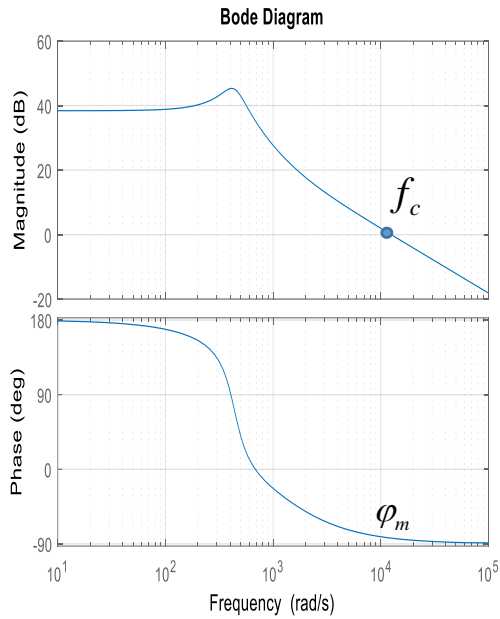 Bode Diagram
Magnitude (dB)
60
40
20
0
-20
f_c
Phase (deg)
180
90
0
-90
φ_m
10^1 10^2 10^3 10^4 10^5
Frequency (rad/s)